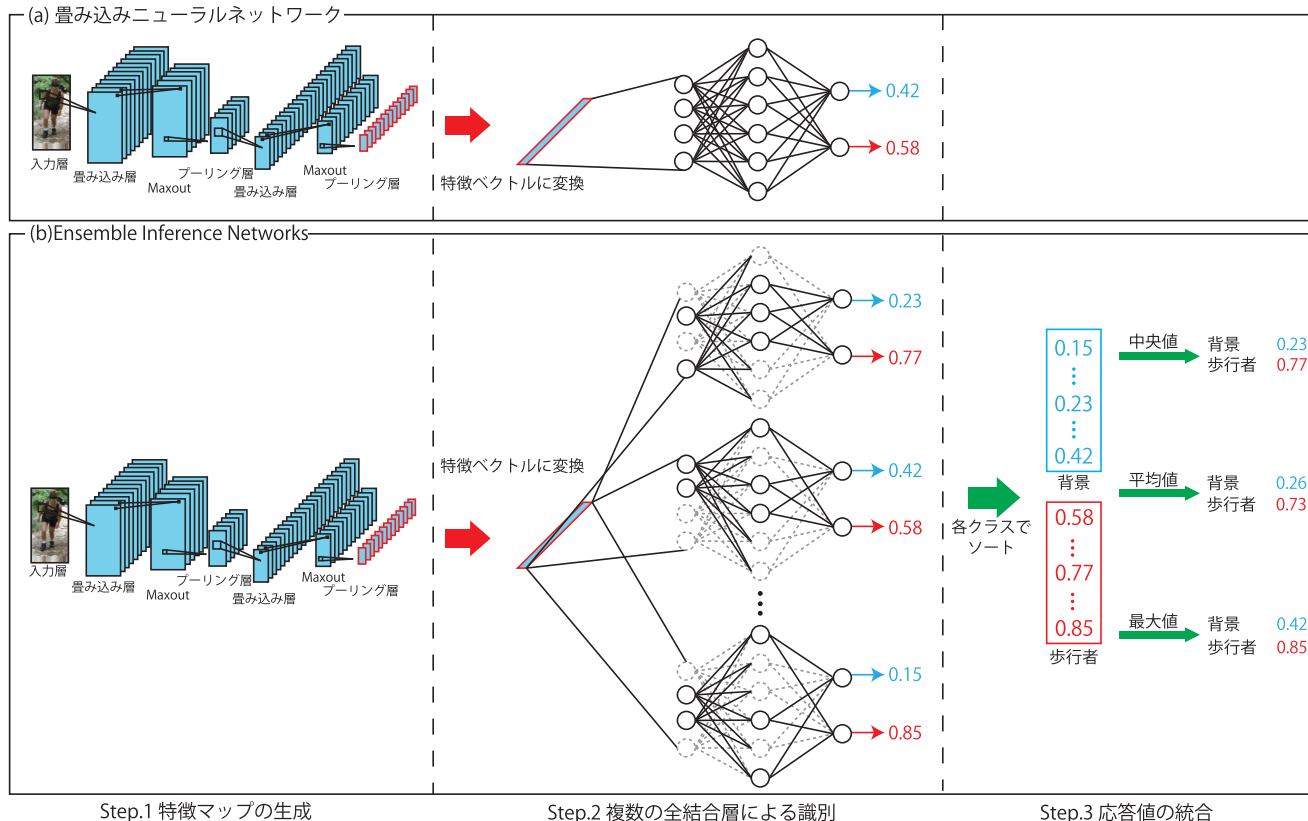 (a) 畳み込みニューラルネットワーク
入力層
畳み込み層
Maxout
プーリング層
畳み込み層
Maxout
プーリング層
特徴ベクトルに変換
0.42
0.58
(b)Ensemble Inference Networks
入力層
畳み込み層
Maxout
プーリング層
畳み込み層
Maxout
プーリング層
特徴ベクトルに変換
0.23
0.77
0.42
0.58
0.15
0.85
各クラスで
ソート
0.15
0.23
0.42
背景
0.58
0.77
0.85
歩行者
中央値
背景 0.23
歩行者 0.77
平均値
背景 0.26
歩行者 0.73
最大値
背景 0.42
歩行者 0.85
Step.1 特徴マップの生成
Step.2 複数の全結合層による識別
Step.3 応答値の統合